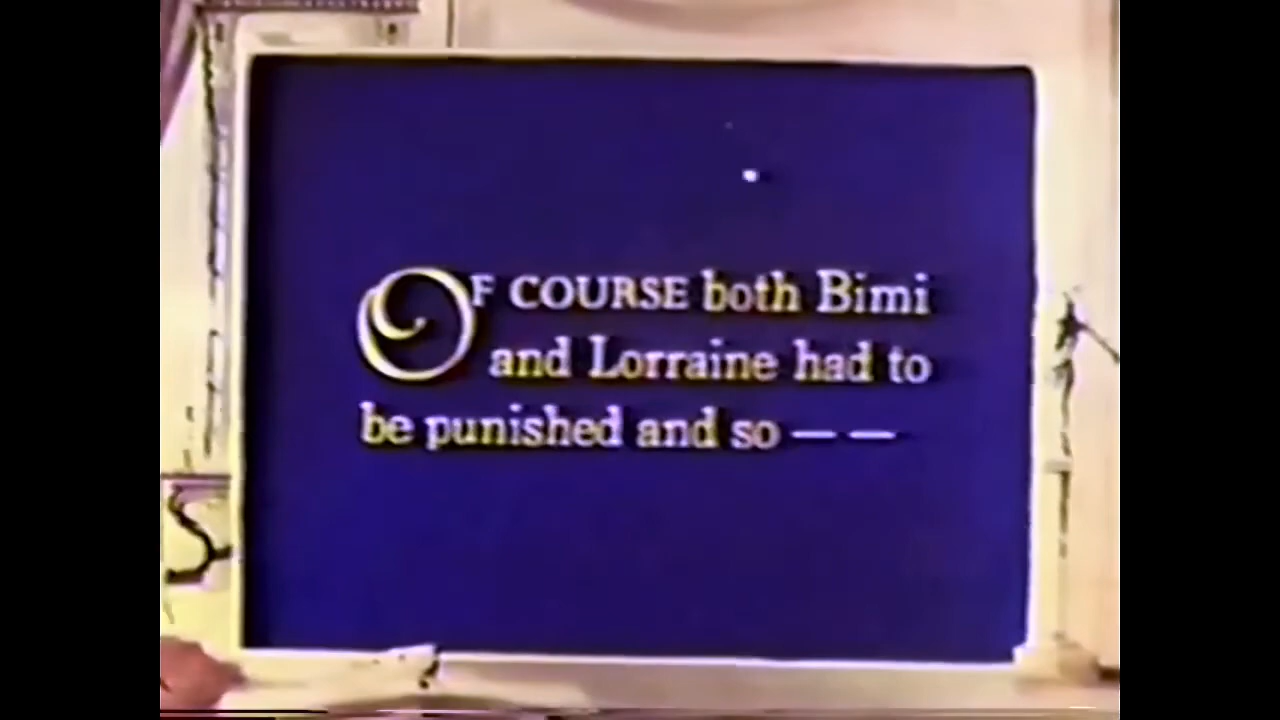 OF COURSE both Bimi
and Lorraine had to
be punished and so — —